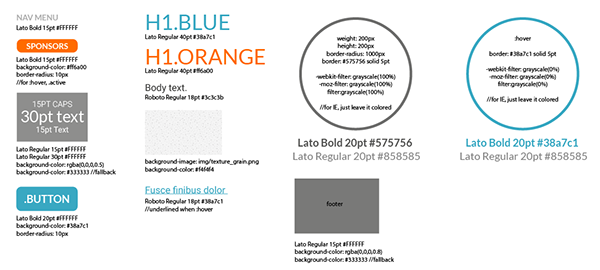 NAV MENU
Lato Bold 15pt #FFFFFF
SPONSORS
Lato Bold 15pt #FFFFFF
background-color: #ff6a00
border-radius: 10px
//for :hover, .active
15PT CAPS
30pt text
15pt Text
Lato Regular 15pt #FFFFFF
Lato Regular 30pt #FFFFFF
background-color: rgba(0,0,0,0.5)
background-color: #333333 //fallback
.BUTTON
Lato Bold 20pt #FFFFFF
background-color: #38a7c1
border-radius: 10px
H1.BLUE
Lato Regular 40pt #38a7c1
H1.ORANGE
Lato Regular 40pt #ff6a00
Body text.
Roboto Regular 18pt #3c3c3b
background-image: img/texture_grain.png
background-color: #f4f4f4
Fusce finibus dolor
Roboto Regular 18pt #38a7c1
//underlined when :hover
weight: 200px
height: 200px
border-radius: 1000px
border: #575756 solid 5pt
-webkit-filter: grayscale(100%)
-moz-filter: grayscale(100%)
filter:grayscale(100%)
//for IE, just leave it colored
Lato Bold 20pt #575756
Lato Regular 20pt #858585
footer
Lato Regular 15pt #FFFFFF
background-color: rgba(0,0,0,0.8)
background-color: #333333 //fallback
:hover
border: #38a7c1 solid 5pt
-webkit-filter: grayscale(0%)
-moz-filter: grayscale(0%)
filter:grayscale(0%)
//for IE, just leave it colored
Lato Bold 20pt #38a7c1
Lato Regular 20pt #858585